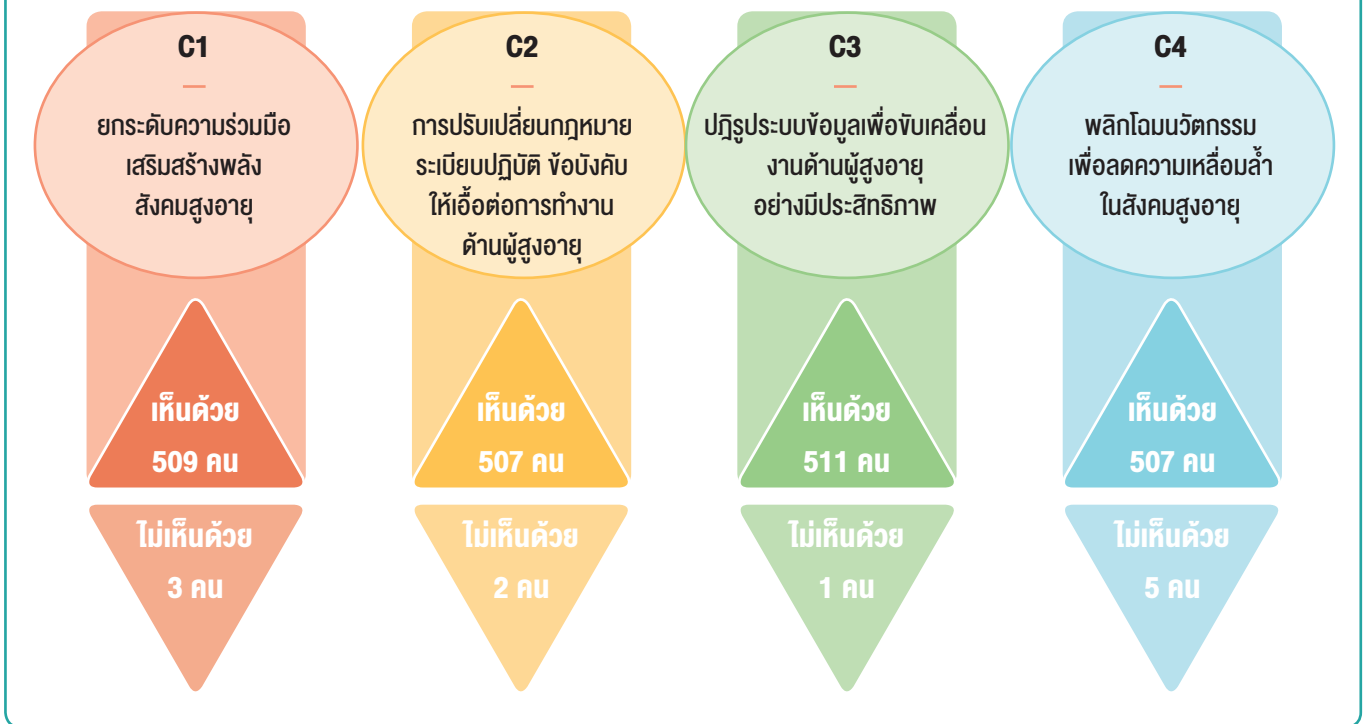 C1
ยกระดับความร่วมมือ
เสริมสร้างพลัง
สังคมสูงอายุ
เห็นด้วย
509 คน
ไม่เห็นด้วย
3 คน
C2
การปรับเปลี่ยนกฎหมาย
ระเบียบปฏิบัติ ข้อบังคับ
ให้เอื้อต่อการทำงาน
ด้านผู้สูงอายุ
เห็นด้วย
507 คน
ไม่เห็นด้วย
2 คน
C3
ปฎิรูประบบข้อมูลเพื่อขับเคลื่อน
งานด้านผู้สูงอายุ
อย่างมีประสิทธิภาพ
เห็นด้วย
511 คน
ไม่เห็นด้วย
1 คน
C4
พลิกโฉมนวัตกรรม
เพื่อลดความเหลื่อมล้ำ
ในสังคมสูงอายุ
เห็นด้วย
507 คน
ไม่เห็นด้วย
5 คน